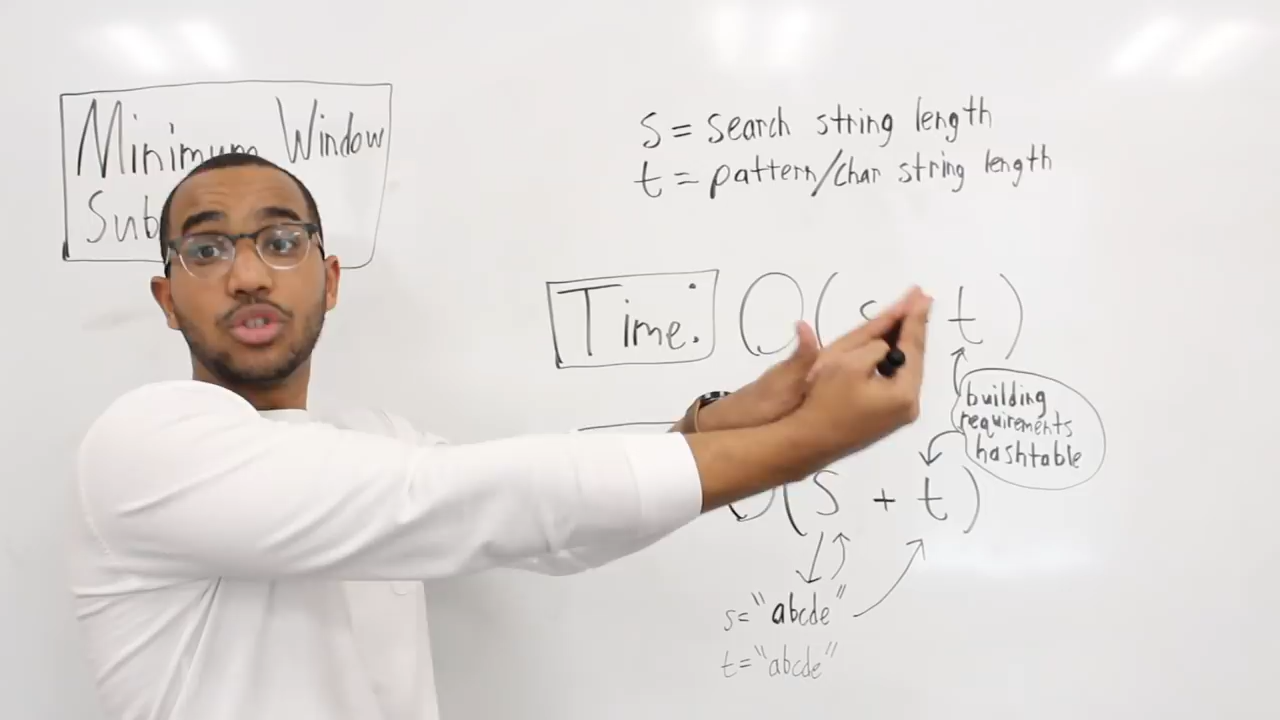 Minimum Window
Sub
s = search string length
t = pattern/char string length
Time: O(s + t)
building
requirements
hashtable
O(s + t)
s="abcde"
t="abcde"